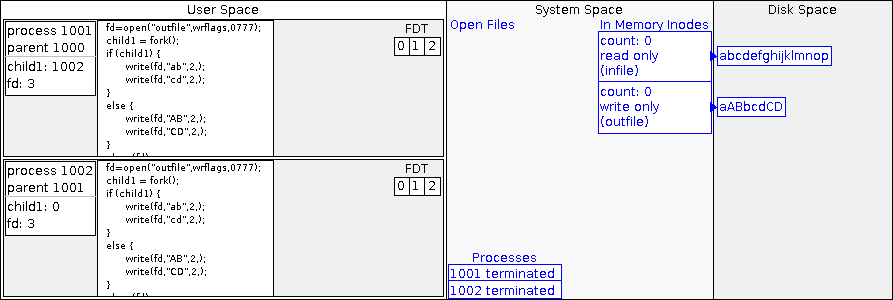 User Space
process 1001
parent 1000
child1: 1002
fd: 3
fd=open("outfile",wrflags,0777);
child1 = fork();
if (child1) {
write(fd,"ab",2,);
write(fd,"cd",2,);
}
else {
write(fd,"AB",2,);
write(fd,"CD",2,);
}
FDT
0 1 2
process 1002
parent 1001
child1: 0
fd: 3
fd=open("outfile",wrflags,0777);
child1 = fork();
if (child1) {
write(fd,"ab",2,);
write(fd,"cd",2,);
}
else {
write(fd,"AB",2,);
write(fd,"CD",2,);
}
FDT
0 1 2
System Space
Open Files
In Memory Inodes
count: 0
read only
(infile)
count: 0
write only
(outfile)
Processes
1001 terminated
1002 terminated
Disk Space
abcdefghijklmnop
aABbcdCD